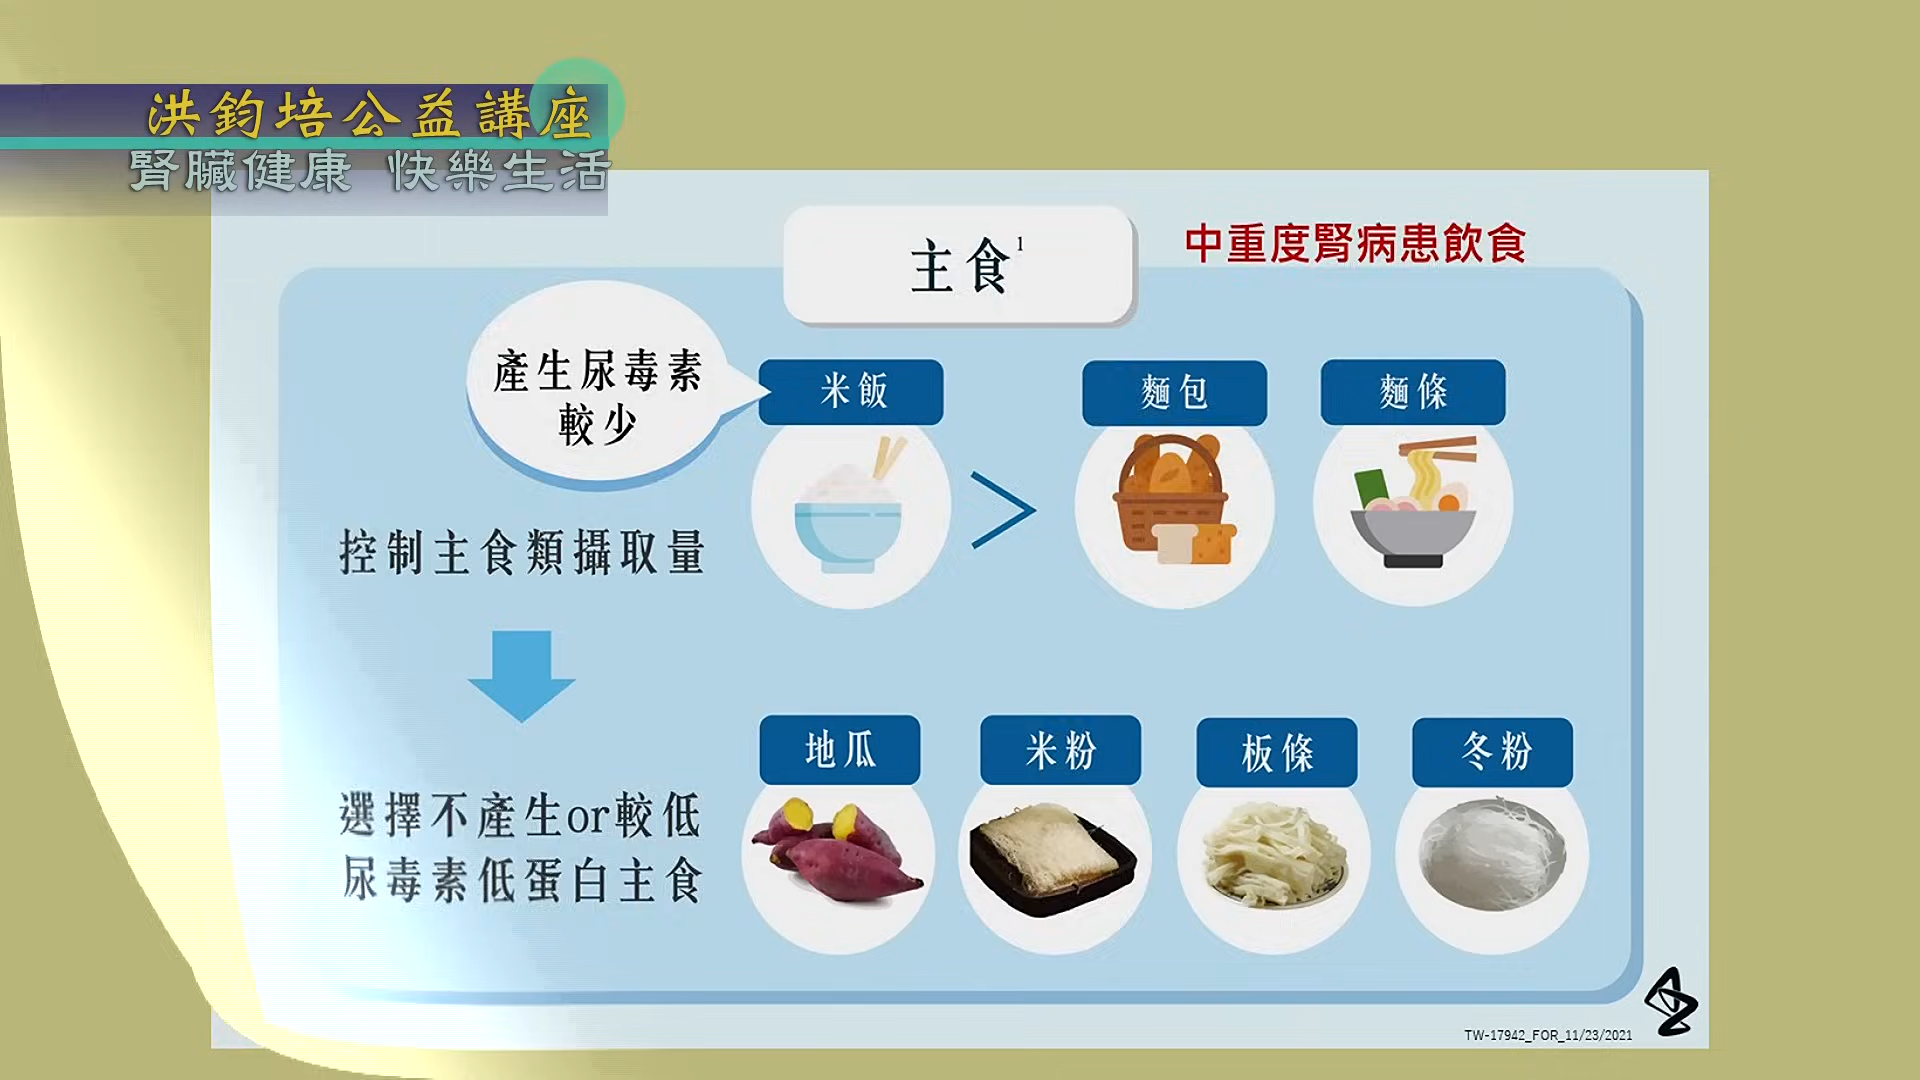 洪鈞培公益講座
腎臟健康 快樂生活
主食1
中重度腎病患飲食
產生尿毒素
較少
米飯
麵包
麵條
控制主食類攝取量
地瓜
米粉
板條
冬粉
選擇不產生or較低
尿毒素低蛋白主食
TW-17942_FOR_11/23/2021